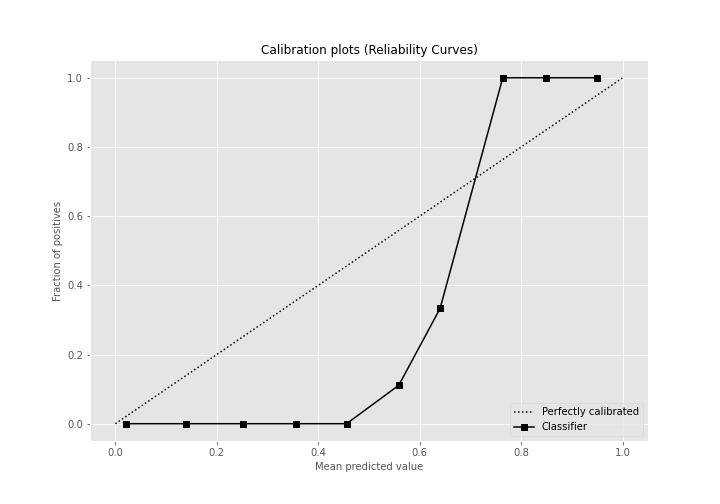 Calibration plots (Reliability Curves)
1.0
0.8
0.6
0.4
0.2
0.0
Fraction of positives
0.0 0.2 0.4 0.6 0.8 1.0
Mean predicted value
Perfectly calibrated
Classifier